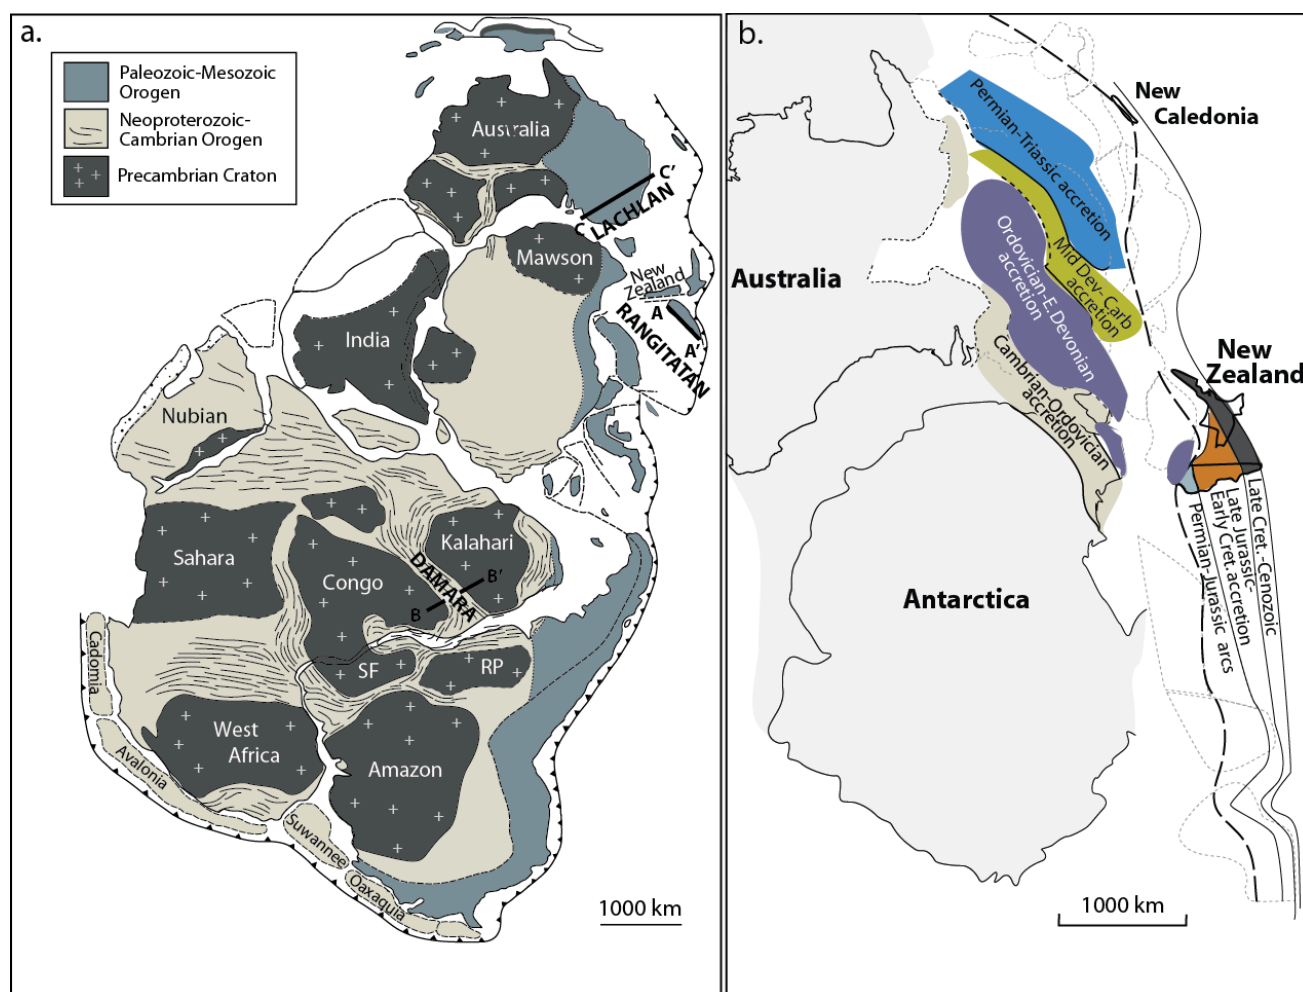 a.
Paleozoic-Mesozoic
Orogen
Neoproterozoic-
Cambrian Orogen
Precambrian Craton
Australia
C'
C
LACHLAN
Mawson
New
Zealand
A
A'
RANGITATAN
India
Nubian
Sahara
Congo
Kalahari
DAMARA
B
B'
SF
RP
Cadomia
Avalonia
West
Africa
Amazon
Suwannee
Oaxaquia
1000 km
b.
New
Caledonia
Permian-Triassic accretion
Mid Dev- Carb
accretion
Ordovician-E. Devonian
accretion
Cambrian-Ordovician
accretion
Australia
New
Zealand
Antarctica
Late Cret.-Cenozoic
Late Jurassic-
Early Cret. accretion
Permian-Jurassic arcs
1000 km